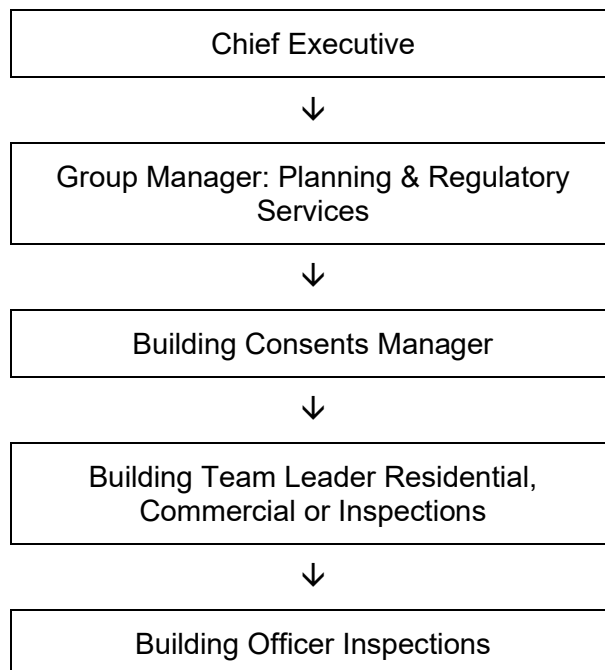 Chief Executive
↓
Group Manager: Planning & Regulatory
Services
↓
Building Consents Manager
↓
Building Team Leader Residential,
Commercial or Inspections
↓
Building Officer Inspections